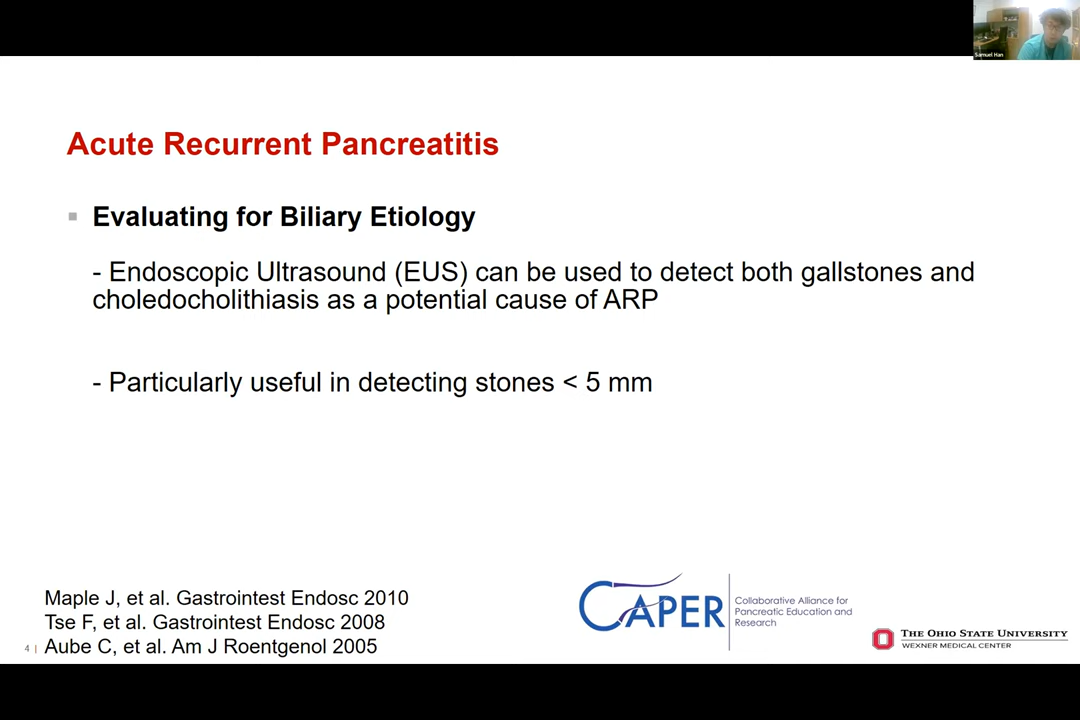 Samuel Han
Acute Recurrent Pancreatitis
Evaluating for Biliary Etiology
- Endoscopic Ultrasound (EUS) can be used to detect both gallstones and
choledocholithiasis as a potential cause of ARP
- Particularly useful in detecting stones < 5 mm
Maple J, et al. Gastrointest Endosc 2010
Tse F, et al. Gastrointest Endosc 2008
4 | Aube C, et al. Am J Roentgenol 2005
CAPER
Collaborative Alliance for
Pancreatic Education and
Research
THE OHIO STATE UNIVERSITY
WEXNER MEDICAL CENTER